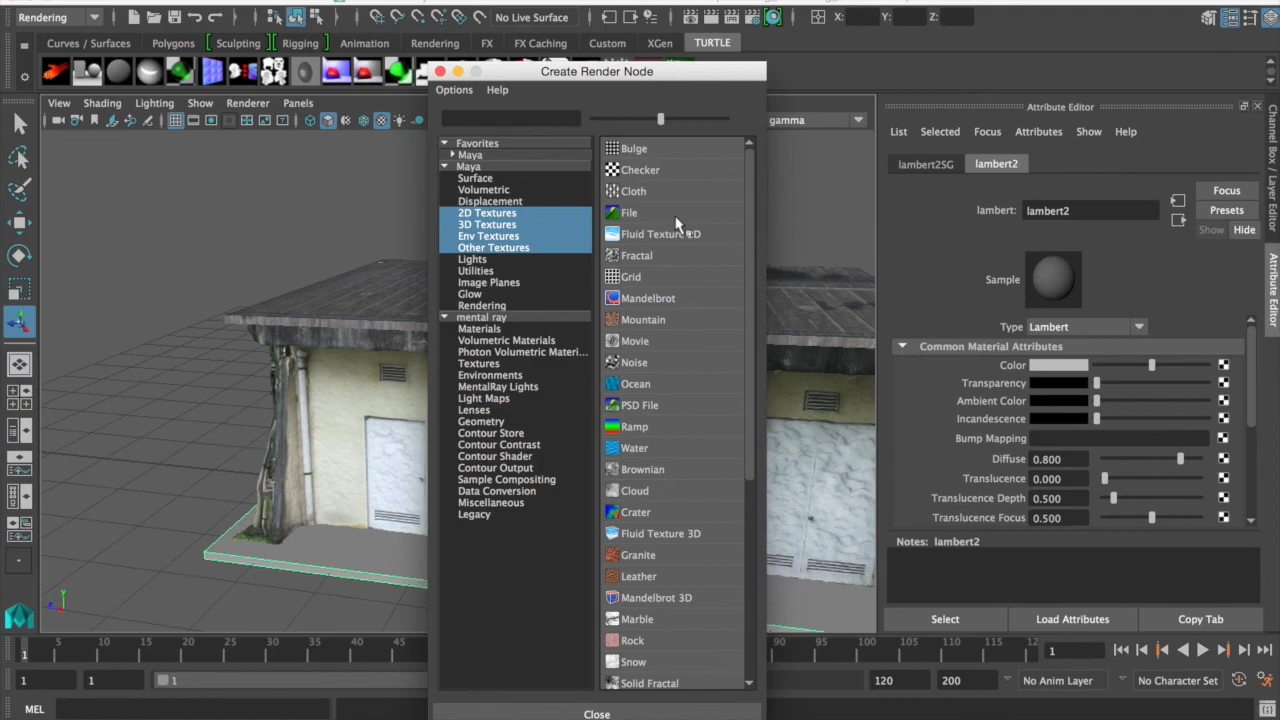 Rendering
No Live Surface
X:
Y:
Z:
Curves / Surfaces
Polygons
Sculpting
Rigging
Animation
Rendering
FX
FX Caching
Custom
XGen
TURTLE
View
Shading
Lighting
Show
Renderer
Panels
gamma
Create Render Node
Options
Help
Favorites
Maya
Maya
Surface
Volumetric
Displacement
2D Textures
3D Textures
Env Textures
Other Textures
Lights
Utilities
Image Planes
Glow
Rendering
mental ray
Materials
Volumetric Materials
Photon Volumetric Materi...
Textures
Environments
MentalRay Lights
Light Maps
Lenses
Geometry
Contour Store
Contour Contrast
Contour Shader
Contour Output
Sample Compositing
Data Conversion
Miscellaneous
Legacy
Bulge
Checker
Cloth
File
Fluid Texture 2D
Fractal
Grid
Mandelbrot
Mountain
Movie
Noise
Ocean
PSD File
Ramp
Water
Brownian
Cloud
Crater
Fluid Texture 3D
Granite
Leather
Mandelbrot 3D
Marble
Rock
Snow
Solid Fractal
Close
Attribute Editor
List
Selected
Focus
Attributes
Show
Help
lambert2SG
lambert2
lambert:
lambert2
Focus
Presets
Show
Hide
Sample
Type
Lambert
Common Material Attributes
Color
Transparency
Ambient Color
Incandescence
Bump Mapping
Diffuse
0.800
Translucence
0.000
Translucence Depth
0.500
Translucence Focus
0.500
Notes: lambert2
Select
Load Attributes
Copy Tab
Channel Box / Layer Editor
Attribute Editor
y
z
5
10
15
20
25
30
35
40
45
80
85
90
95
100
105
110
115
12
1
1
1
1
1
120
200
No Anim Layer
No Character Set
MEL